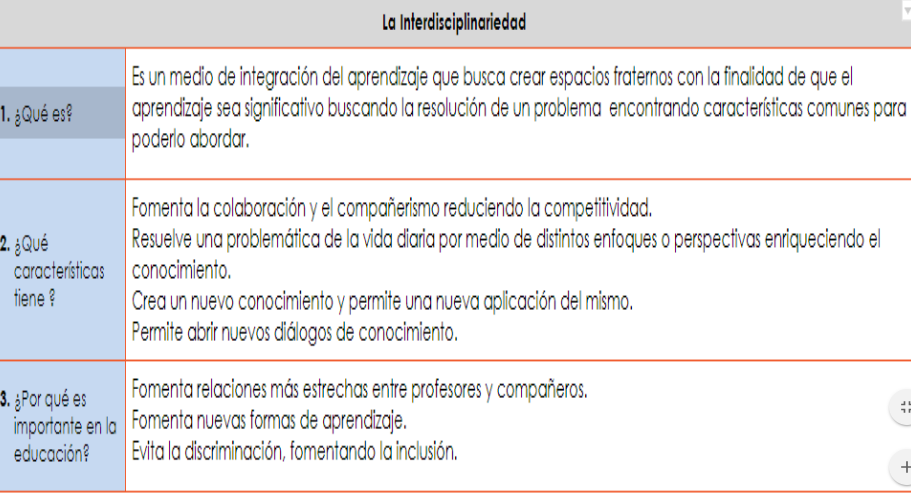 La Interdisciplinariedad
1. ¿Qué es?
Es un medio de integración del aprendizaje que busca crear espacios fraternos con la finalidad de que el
aprendizaje sea significativo buscando la resolución de un problema encontrando características comunes para
poderlo abordar.
2. ¿Qué
características
tiene ?
Fomenta la colaboración y el compañerismo reduciendo la competitividad.
Resuelve una problemática de la vida diaria por medio de distintos enfoques o perspectivas enriqueciendo el
conocimiento.
Crea un nuevo conocimiento y permite una nueva aplicación del mismo.
Permite abrir nuevos diálogos de conocimiento.
3. ¿Por qué es
importante en la
educación?
Fomenta relaciones más estrechas entre profesores y compañeros.
Fomenta nuevas formas de aprendizaje.
Evita la discriminación, fomentando la inclusión.